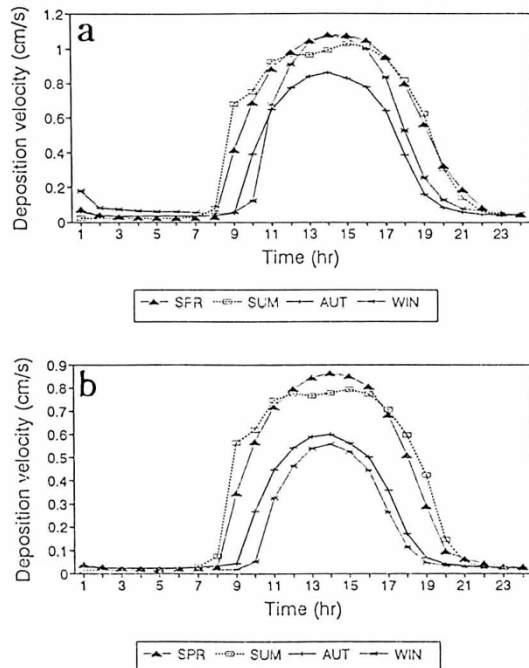 a
Deposition velocity (cm/s)
1.2
1
0.8
0.6
0.4
0.2
0
1 3 5 7 9 11 13 15 17 19 21 23
Time (hr)
SFR SUM AUT WIN
b
Deposition velocity (cm/s)
0.9
0.8
0.7
0.6
0.5
0.4
0.3
0.2
0.1
0
1 3 5 7 9 11 13 15 17 19 21 23
Time (hr)
SPR SUM AUT WIN